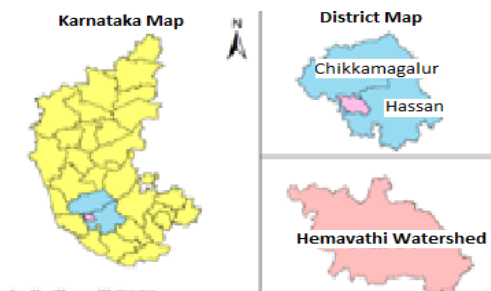 Karnataka Map
N
District Map
Chikkamagalur
Hassan
Hemavathi Watershed